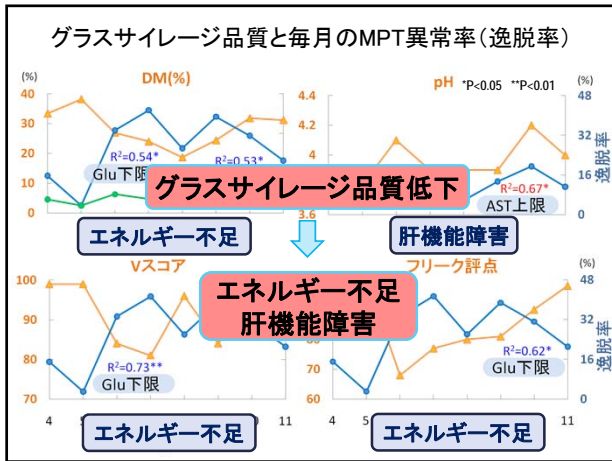 グラスサイレージ品質と毎月のMPT異常率(逸脱率)
(%)
DM(%)
(%)
pH *P<0.05 **P<0.01
40
30
20
10
0
R²=0.54*
Glu下限
R²=0.53*
4.4
4.2
4
3.6
48
32
16
0
逸脱率
R²=0.67*
AST上限
グラスサイレージ品質低下
エネルギー不足
肝機能障害
Vスコア
フリーク評点
エネルギー不足
肝機能障害
100
90
80
70
R²=0.73**
Glu下限
4
11
60
70
48
32
16
0
逸脱率
R²=0.62*
Glu下限
4
5
11
エネルギー不足
エネルギー不足